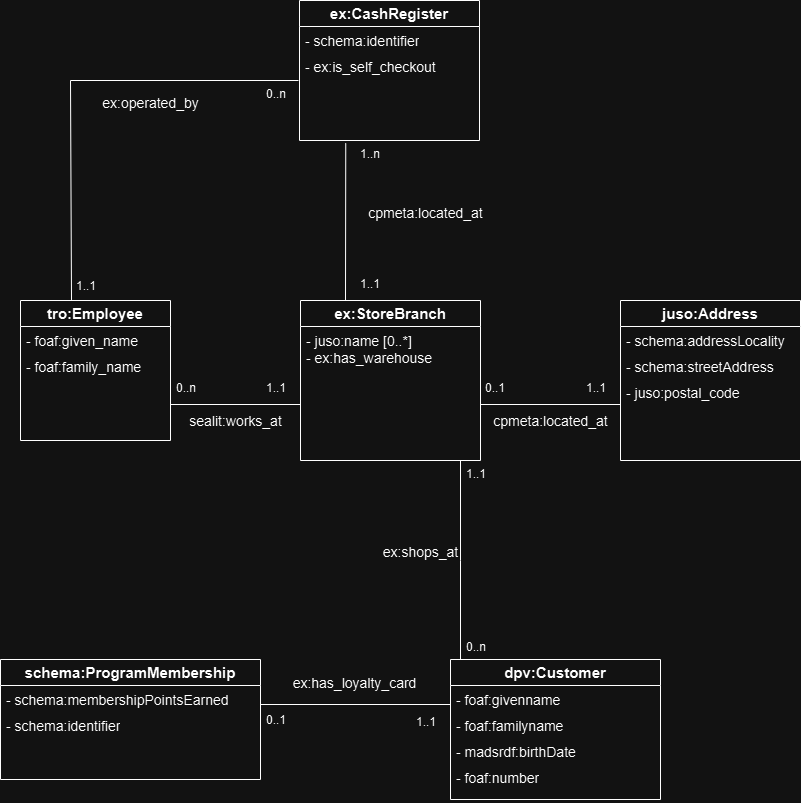 ex:CashRegister
- schema:identifier
- ex:is_self_checkout
0..n
ex:operated_by
1..n
cpmeta:located_at
1..1
1..1
tro:Employee
- foaf:given_name
- foaf:family_name
ex:StoreBranch
- juso:name [0..*]
- ex:has_warehouse
juso:Address
- schema:addressLocality
- schema:streetAddress
- juso:postal_code
0..n
1..1
sealit:works_at
0..1
1..1
cpmeta:located_at
1..1
ex:shops_at
0..n
schema:ProgramMembership
- schema:membershipPointsEarned
- schema:identifier
ex:has_loyalty_card
0..1
1..1
dpv:Customer
- foaf:givenname
- foaf:familyname
- madsrdf:birthDate
- foaf:number